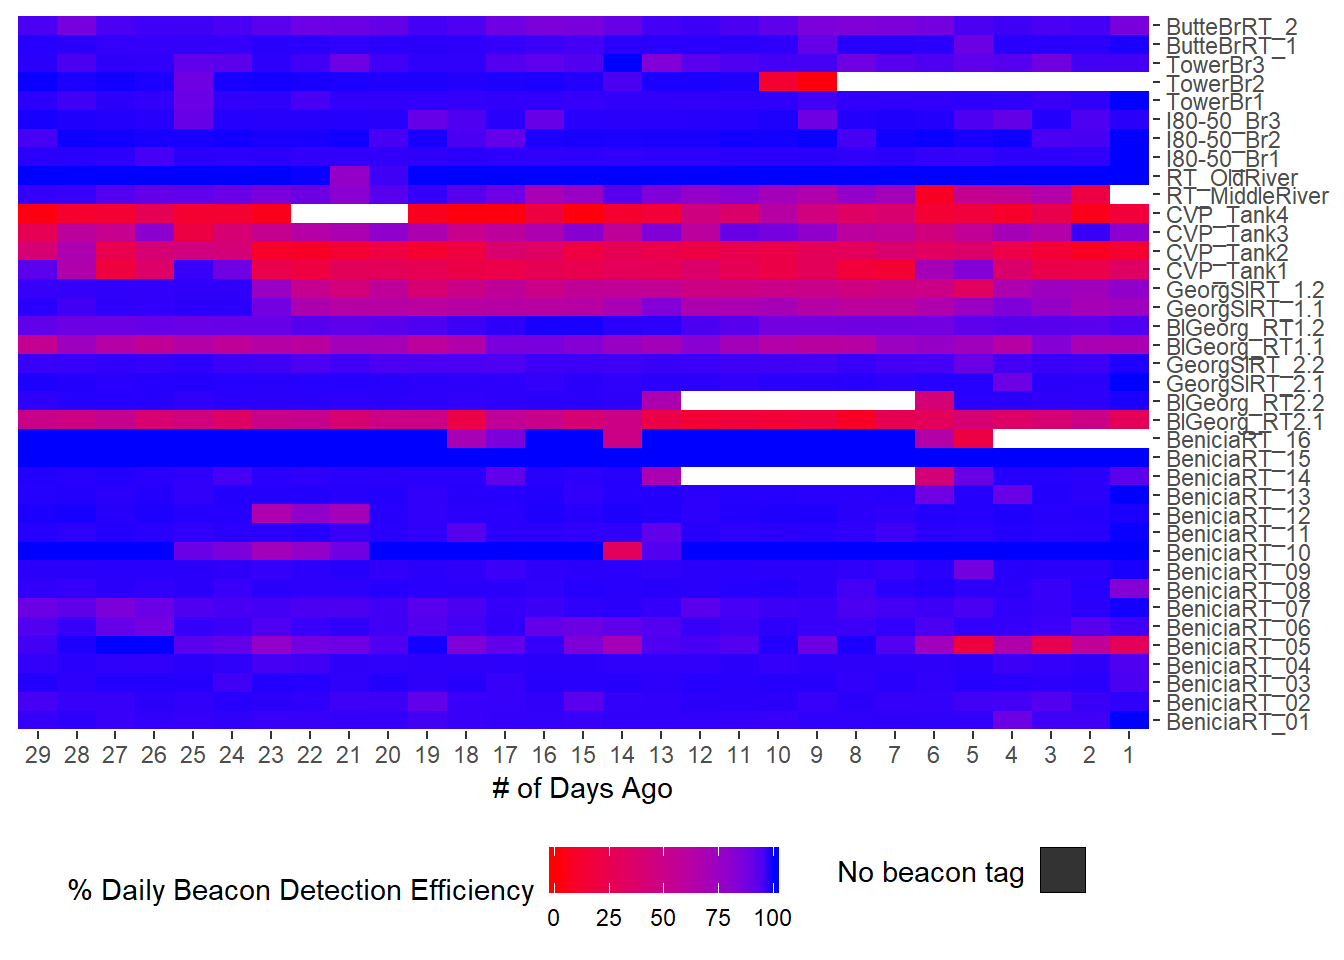 ButteBrRT_2
ButteBrRT_1
TowerBr3
TowerBr2
TowerBr1
I80-50_Br3
I80-50_Br2
I80-50_Br1
RT_OldRiver
RT_MiddleRiver
CVP_Tank4
CVP_Tank3
CVP_Tank2
CVP_Tank1
GeorgSlRT_1.2
GeorgSlRT_1.1
BlGeorg_RT1.2
BlGeorg_RT1.1
GeorgSlRT_2.2
GeorgSlRT_2.1
BlGeorg_RT2.2
BlGeorg_RT2.1
BeniciaRT_16
BeniciaRT_15
BeniciaRT_14
BeniciaRT_13
BeniciaRT_12
BeniciaRT_11
BeniciaRT_10
BeniciaRT_09
BeniciaRT_08
BeniciaRT_07
BeniciaRT_06
BeniciaRT_05
BeniciaRT_04
BeniciaRT_03
BeniciaRT_02
BeniciaRT_01
29 28 27 26 25 24 23 22 21 20 19 18 17 16 15 14 13 12 11 10 9 8 7 6 5 4 3 2 1
# of Days Ago
% Daily Beacon Detection Efficiency
0 25 50 75 100
No beacon tag